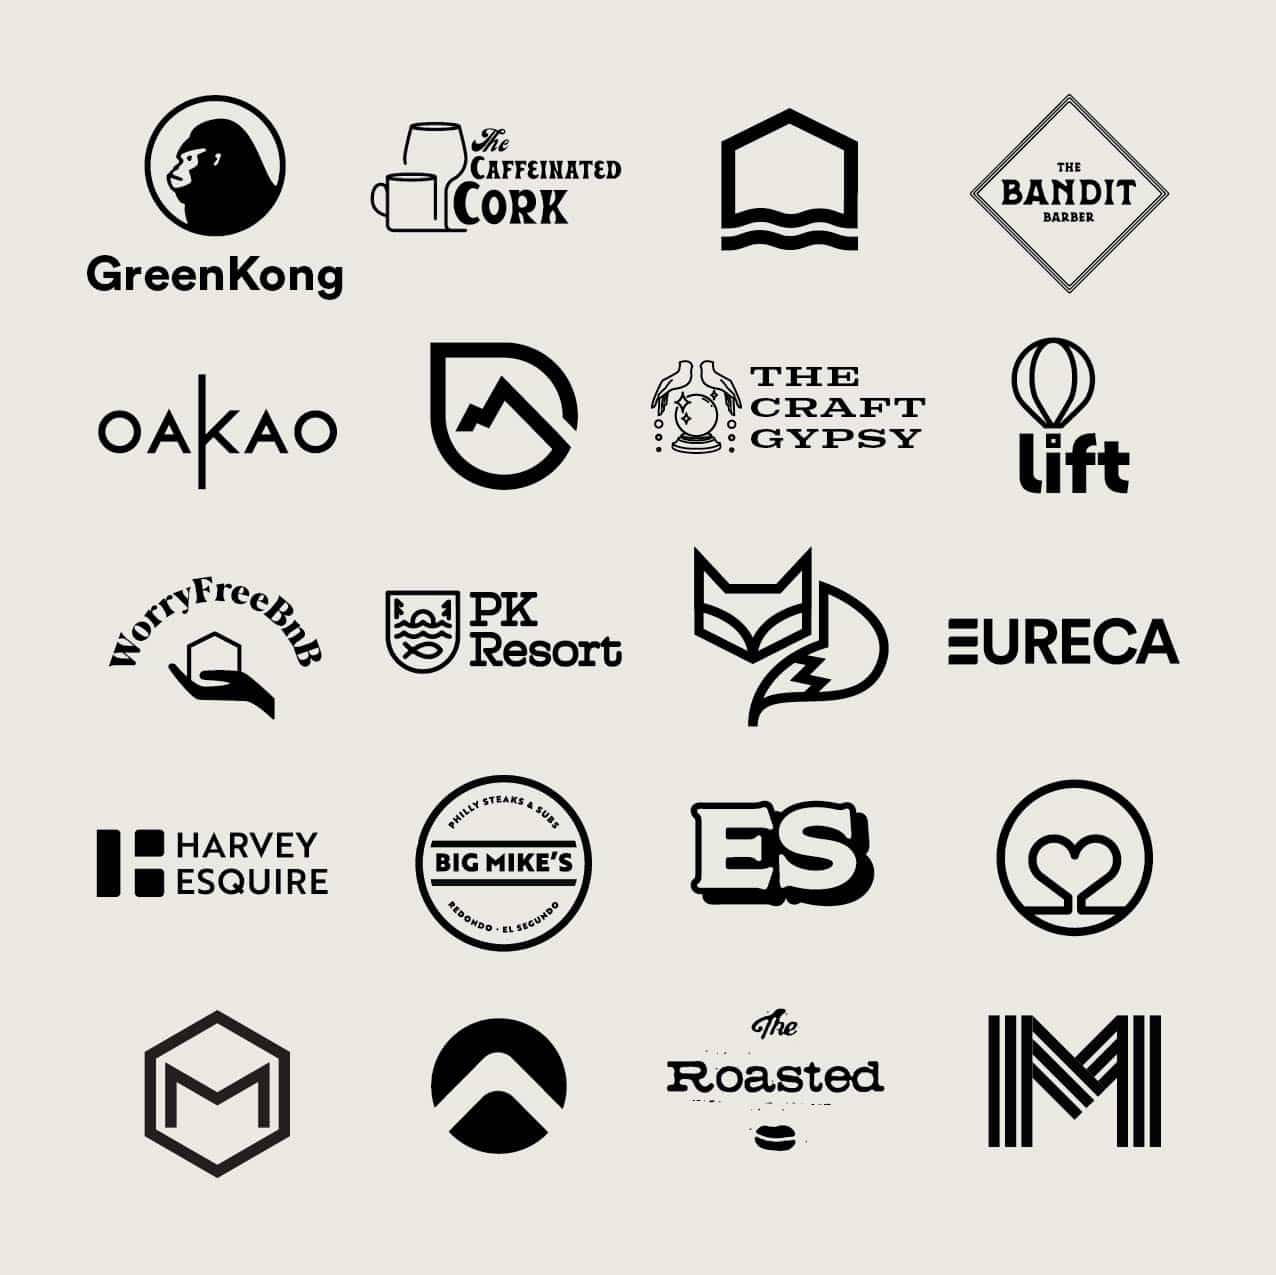 GreenKong
The
CAFFEINATED
CORK
THE
BANDIT
BARBER
OAKAO
THE
CRAFT
GYPSY
lift
WorryFreeBnB
PK
Resort
EURECA
HARVEY
ESQUIRE
PHILLY STEAKS & SUBS
BIG MIKE'S
REDONDO · EL SEGUNDO
ES
M
The
Roasted
M